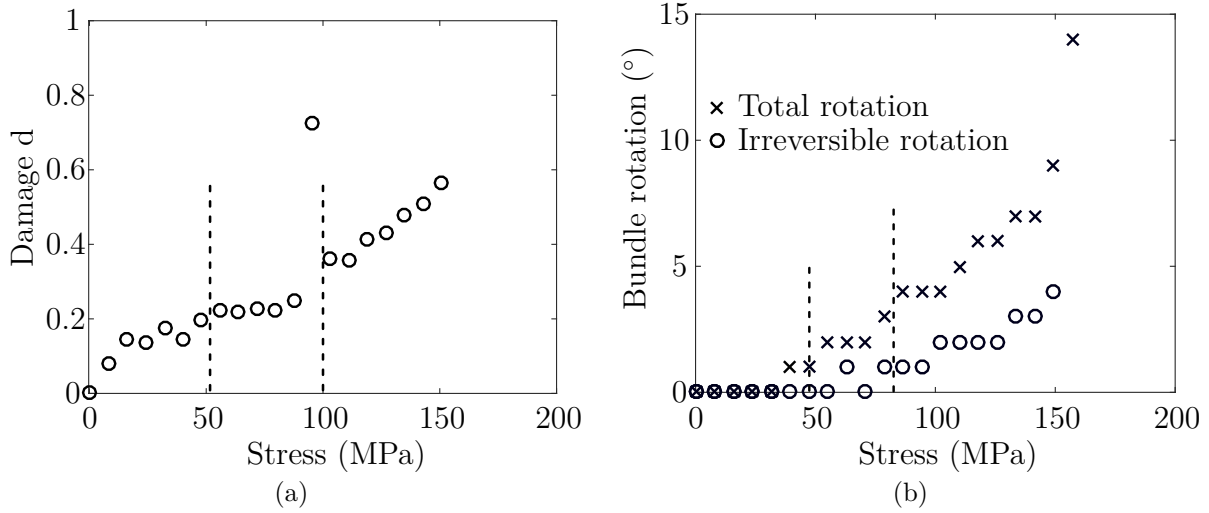 1
0.8
0.6
0.4
0.2
0
Damage d
0 50 100 150 200
Stress (MPa)
(a)
15
10
5
0
Bundle rotation (°)
Total rotation
Irreversible rotation
0 50 100 150 200
Stress (MPa)
(b)